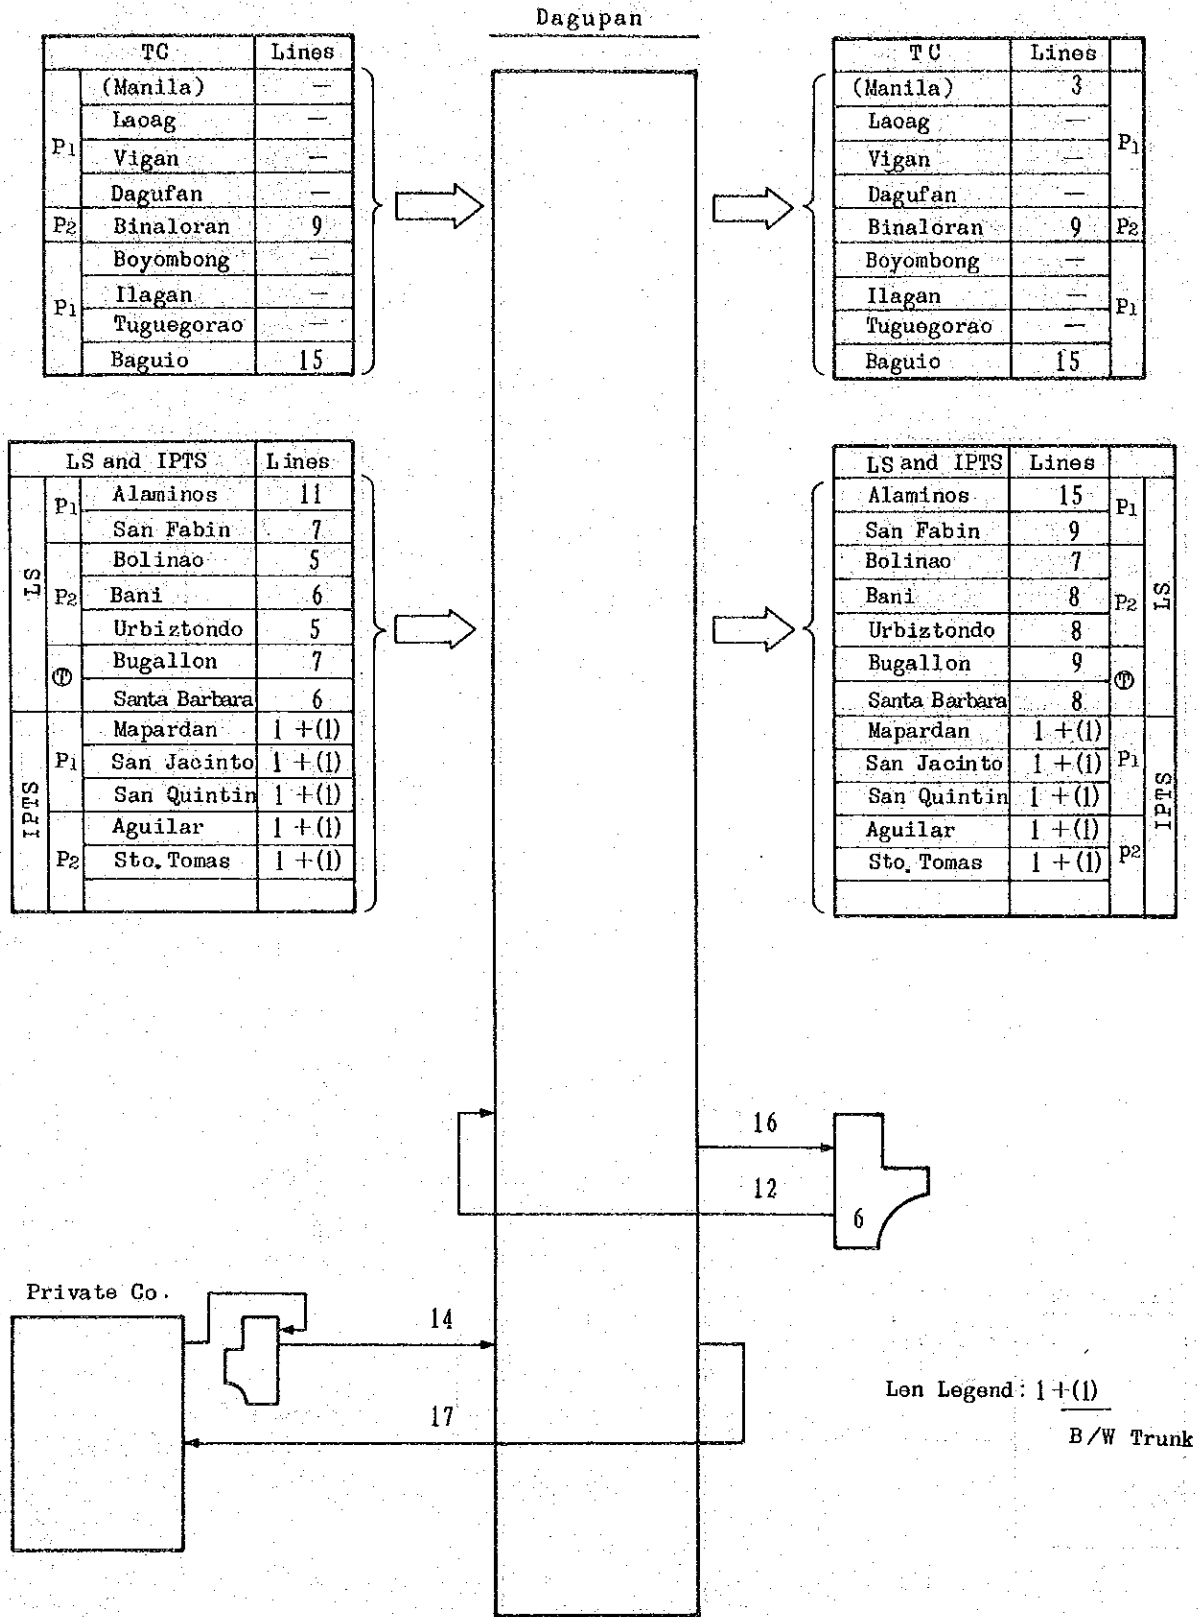 Dagupan
TC Lines
P1
(Manila) —
Laoag —
Vigan —
Dagufan —
P2 Binaloran 9
P1
Boyombong —
Ilagan —
Tuguegorao —
Baguio 15
TC Lines
(Manila) 3
Laoag —
Vigan —
Dagufan —
P1
Binaloran 9 P2
Boyombong —
Ilagan —
Tuguegorao —
Baguio 15
P1
LS and IPTS Lines
LS
P1
Alaminos 11
San Fabin 7
P2
Bolinao 5
Bani 6
Urbiztondo 5
Ⓣ
Bugallon 7
Santa Barbara 6
IPTS
P1
Mapardan 1+(1)
San Jacinto 1+(1)
San Quintin 1+(1)
P2
Aguilar 1+(1)
Sto. Tomas 1+(1)
LS and IPTS Lines
Alaminos 15
San Fabin 9
P1
Bolinao 7
Bani 8
Urbiztondo 8
P2
Bugallon 9
Santa Barbara 8
Ⓣ
LS
Mapardan 1+(1)
San Jacinto 1+(1)
San Quintin 1+(1)
P1
Aguilar 1+(1)
Sto. Tomas 1+(1)
p2
IPTS
16
12
6
Private Co.
14
17
Len Legend: 1+(1)
B/W Trunk